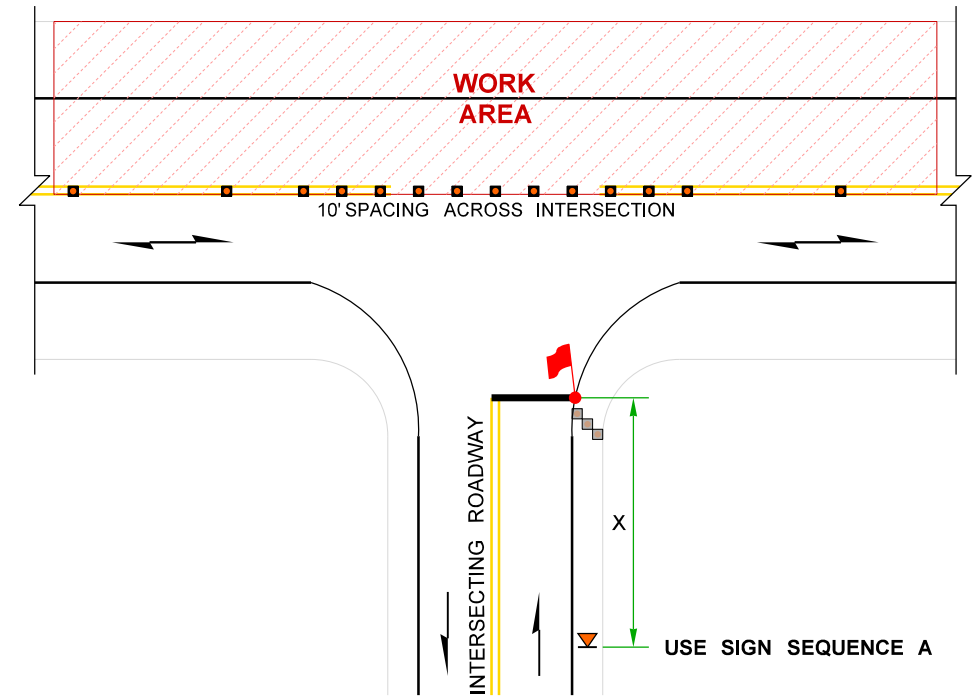 WORK
AREA
10' SPACING ACROSS INTERSECTION
INTERSECTING ROADWAY
X
USE SIGN SEQUENCE A